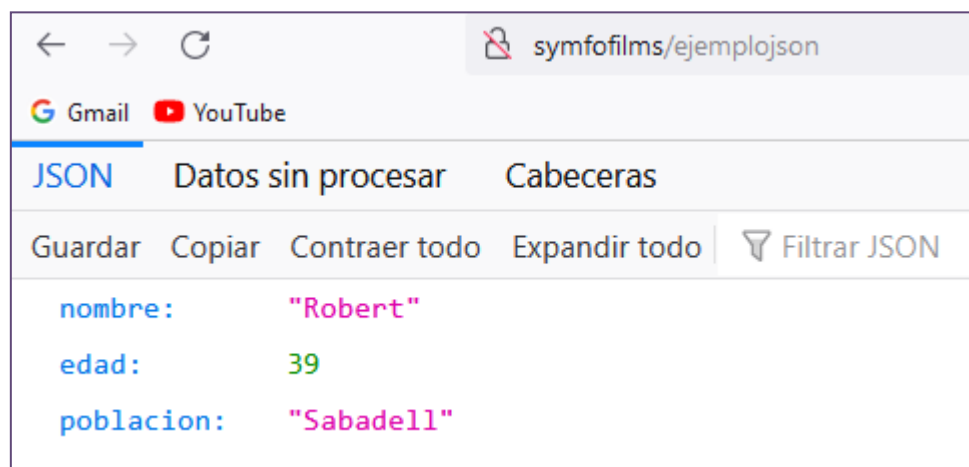 symfofilms/ejemplojson
Gmail YouTube
JSON Datos sin procesar Cabeceras
Guardar Copiar Contraer todo Expandir todo Filtrar JSON
nombre: "Robert"
edad: 39
poblacion: "Sabadell"